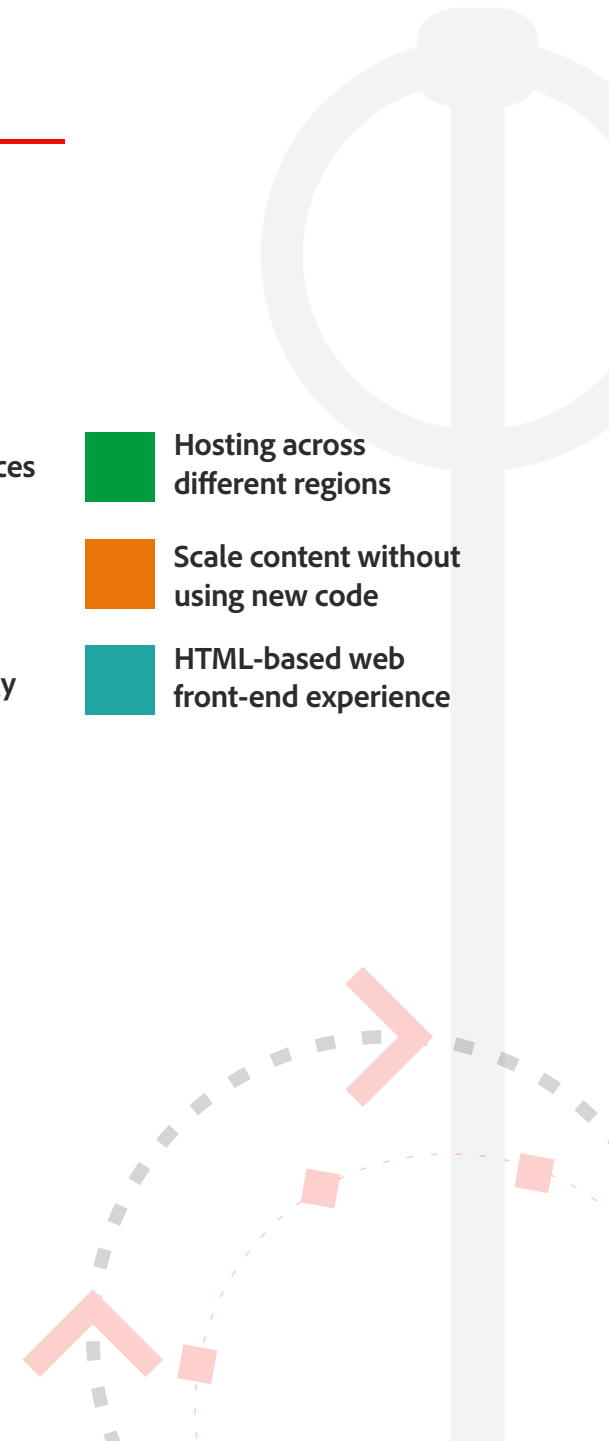 Hosting across
different regions
Scale content without
using new code
HTML-based web
front-end experience